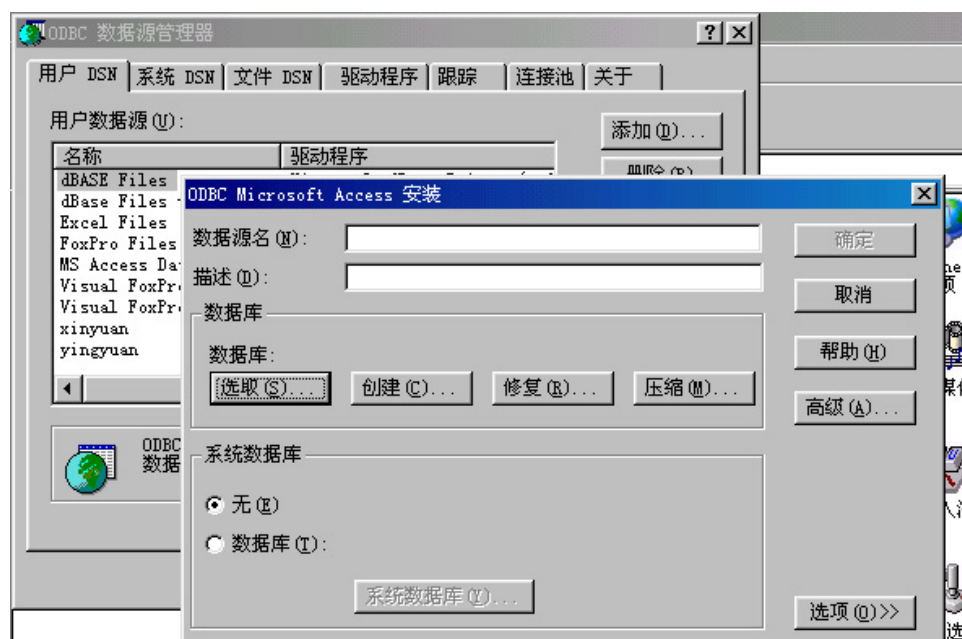 ODBC 数据源管理器
用户 DSN 系统 DSN 文件 DSN 驱动程序 跟踪 连接池 关于
用户数据源(U):
添加(D)...
名称 驱动程序
删除(R)
dBASE Files
dBase Files
Excel Files
FoxPro Files
MS Access Da
Visual FoxPr
Visual FoxPr
xinyuan
yingyuan
ODBC
数据
ODBC Microsoft Access 安装
数据源名(N):
确定
描述(D):
取消
数据库
数据库:
帮助(H)
选取(S)... 创建(C)... 修复(R)... 压缩(M)...
高级(A)...
系统数据库
无(E)
数据库(T):
系统数据库(Y)...
选项(O)>>